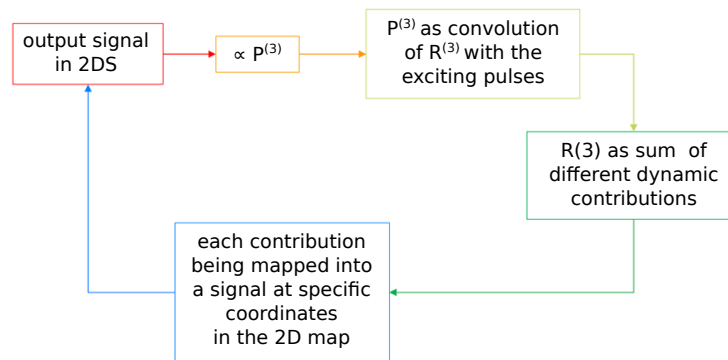 output signal
in 2DS
∝ P⁽³⁾
P⁽³⁾ as convolution
of R⁽³⁾ with the
exciting pulses
R(3) as sum of
different dynamic
contributions
each contribution
being mapped into
a signal at specific
coordinates
in the 2D map